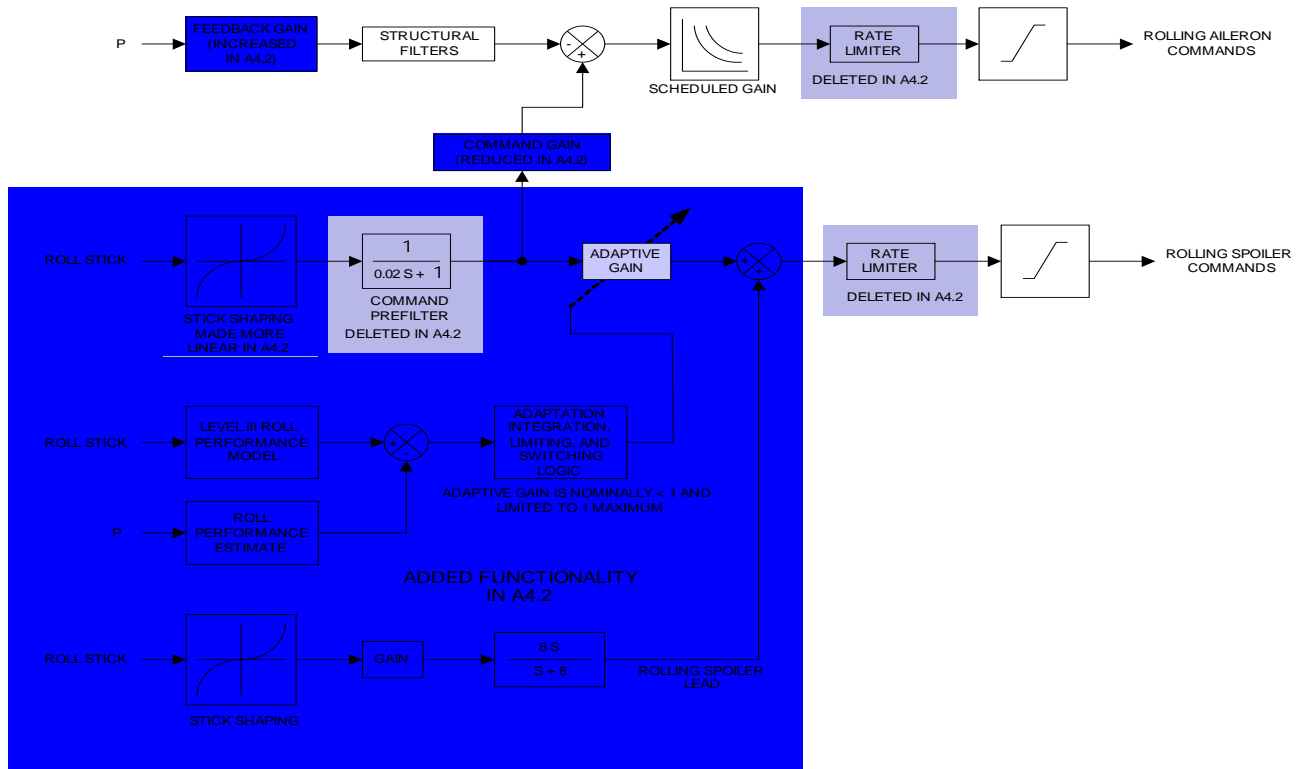 P
FEEDBACK GAIN
(INCREASED
IN A4.2)
STRUCTURAL
FILTERS
-
+
SCHEDULED GAIN
RATE
LIMITER
DELETED IN A4.2
ROLLING AILERON
COMMANDS
COMMAND GAIN
(REDUCED IN A4.2)
ROLL STICK
STICK SHAPING
MADE MORE
LINEAR IN A4.2
1
0.02 S + 1
COMMAND
PREFILTER
DELETED IN A4.2
ADAPTIVE
GAIN
+
+
RATE
LIMITER
DELETED IN A4.2
ROLLING SPOILER
COMMANDS
ROLL STICK
LEVEL III ROLL
PERFORMANCE
MODEL
+
-
ADAPTATION
INTEGRATION,
LIMITING, AND
SWITCHING
LOGIC
ADAPTIVE GAIN IS NOMINALLY < 1 AND
LIMITED TO 1 MAXIMUM
P
ROLL
PERFORMANCE
ESTIMATE
ADDED FUNCTIONALITY
IN A4.2
ROLL STICK
STICK SHAPING
GAIN
8 S
S + 8
ROLLING SPOILER
LEAD